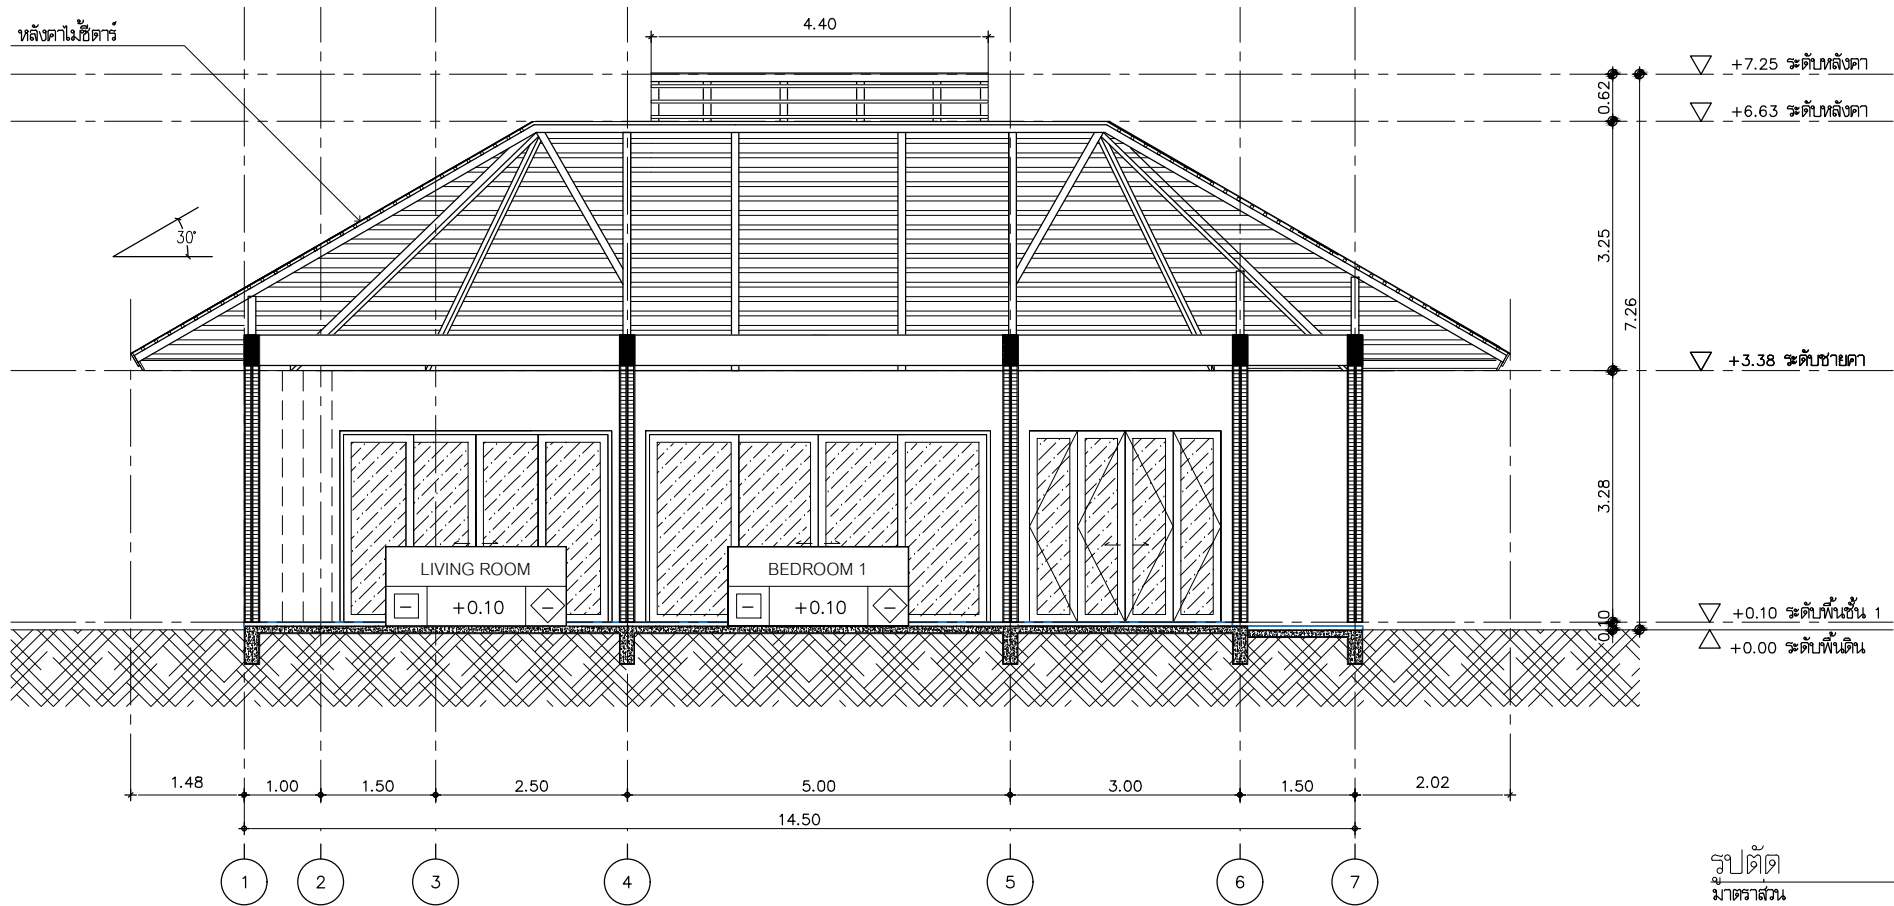 4.40
หลังคาไม้ซีดาร์
+7.25 ระดับหลังคา
0.62
+6.63 ระดับหลังคา
30°
3.25
7.26
+3.38 ระดับชายคา
3.28
LIVING ROOM
+0.10
BEDROOM 1
+0.10
0.10
+0.10 ระดับพื้นชั้น 1
+0.00 ระดับพื้นดิน
1.48
1.00
1.50
2.50
5.00
3.00
1.50
2.02
14.50
1
2
3
4
5
6
7
รูปตัด
มาตราส่วน